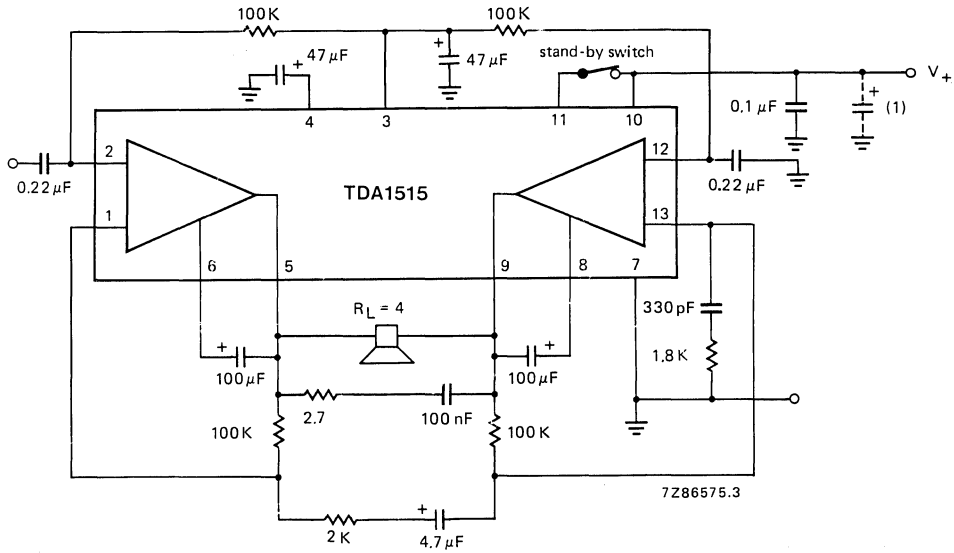 100K
100K
47 μF
+
+
47 μF
stand-by switch
V+
0.1 μF
+
(1)
4
3
11
10
2
12
0.22 μF
TDA1515
0.22 μF
1
13
6
5
9
8
7
RL = 4
330 pF
+
100 μF
+
100 μF
1.8 K
2.7
100 nF
100K
100K
+
2 K
4.7 μF
7Z86575.3